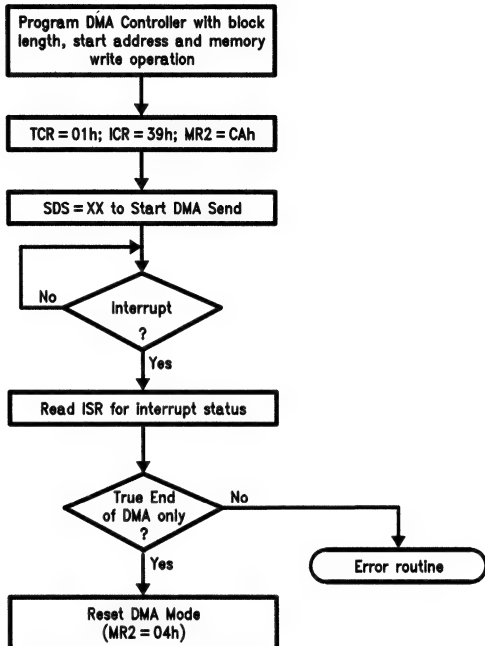 Program DMA Controller with block
length, start address and memory
write operation
TCR = 01h; ICR = 39h; MR2 = CAh
SDS = XX to Start DMA Send
No
Interrupt
?
Yes
Read ISR for interrupt status
True End
of DMA only
?
No
Yes
Error routine
Reset DMA Mode
(MR2 = 04h)